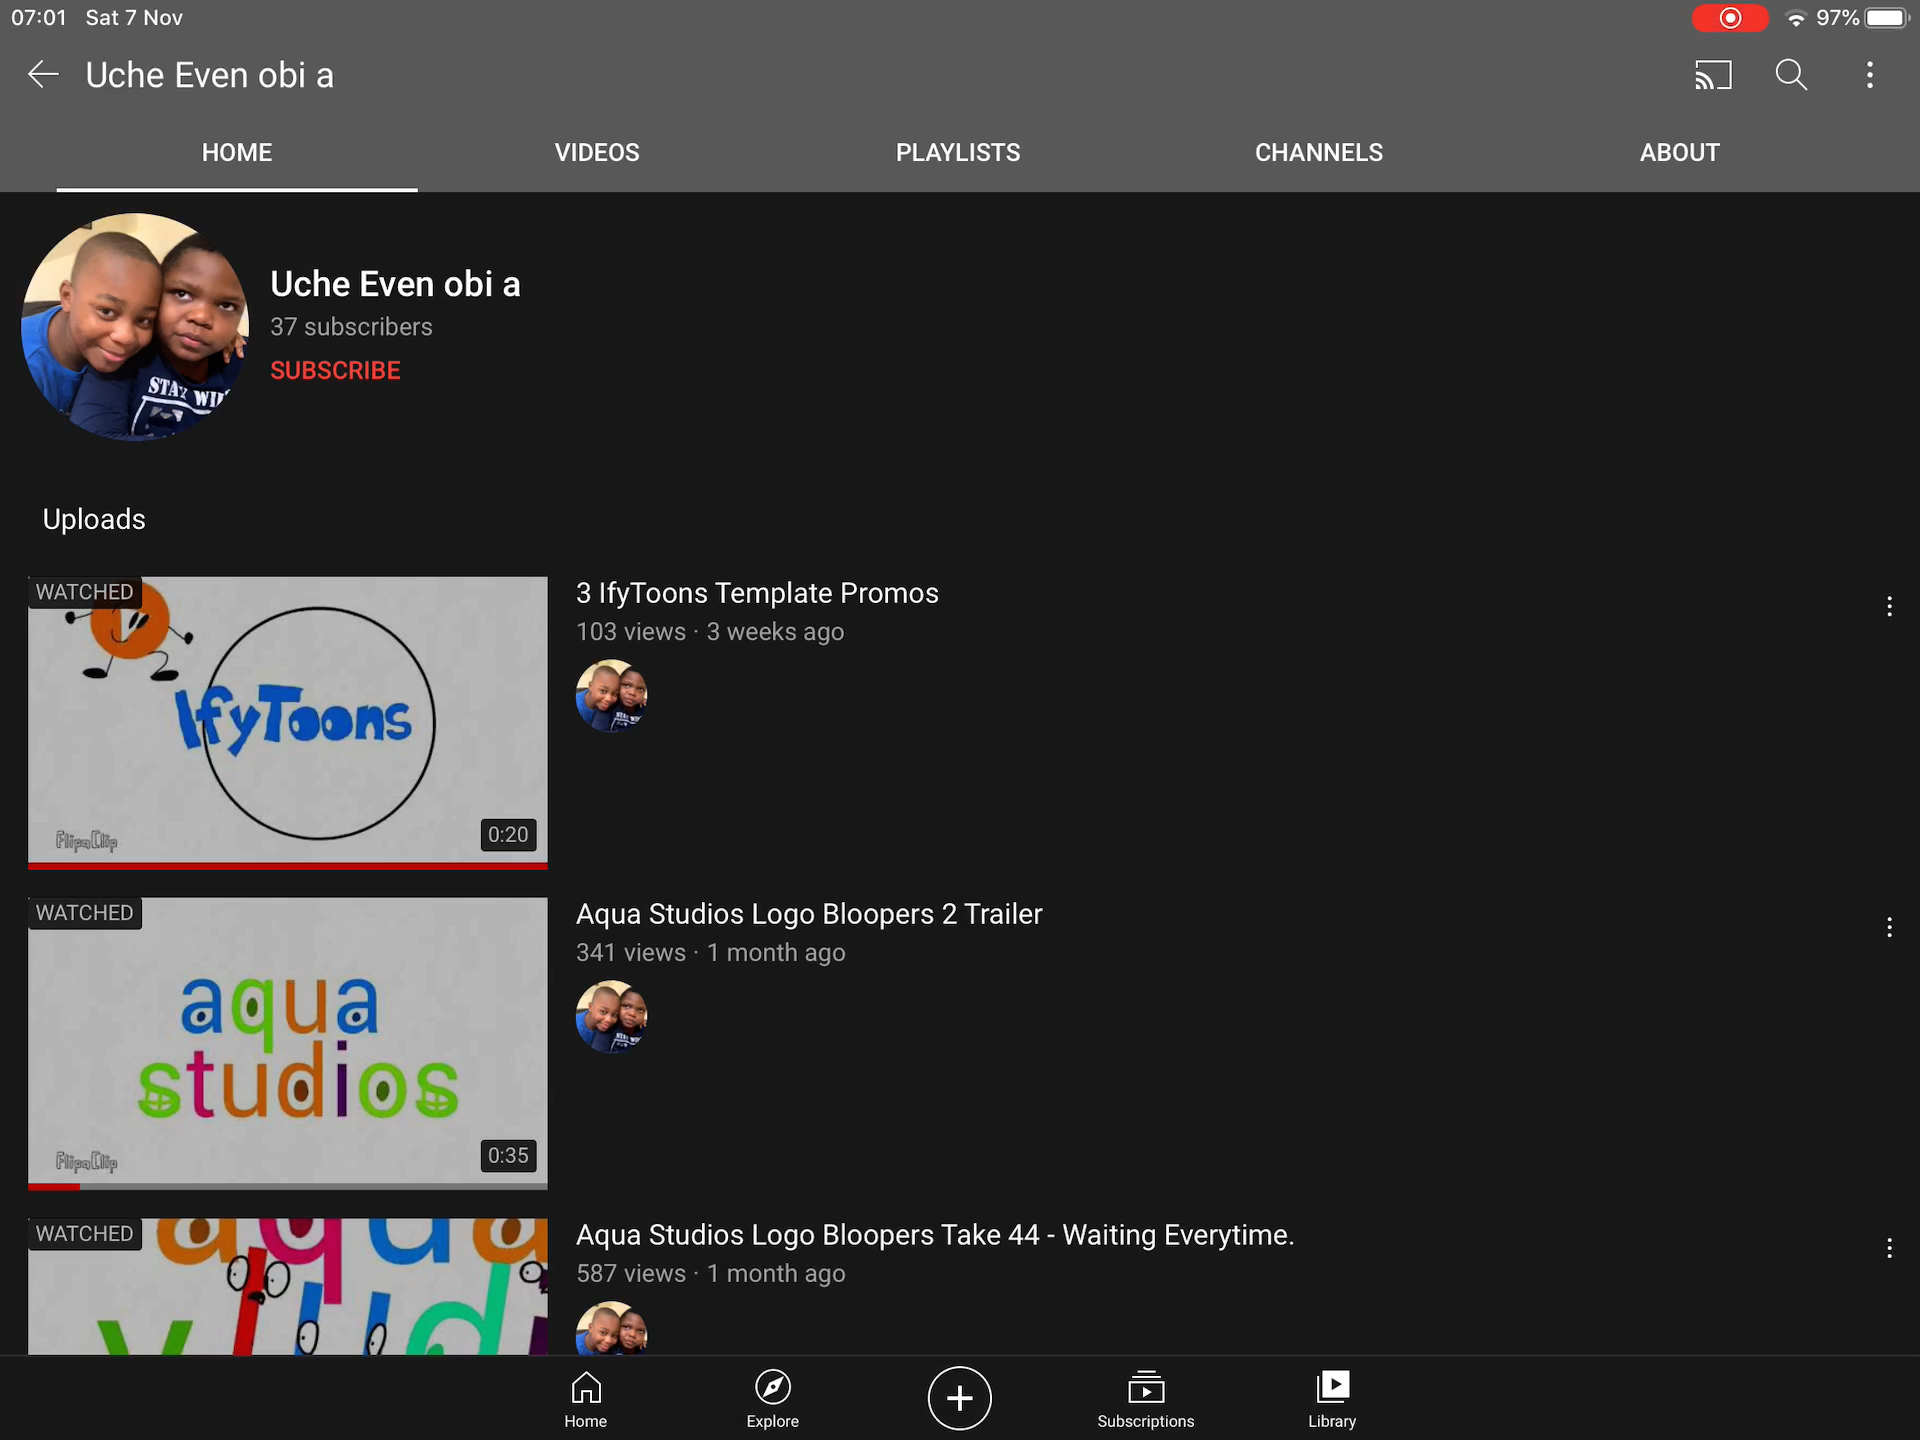 07:01 Sat 7 Nov
97%
Uche Even obi a
HOME VIDEOS PLAYLISTS CHANNELS ABOUT
Uche Even obi a
37 subscribers
SUBSCRIBE
STAY WIL
Uploads
WATCHED
IfyToons
FlipaClip
0:20
3 IfyToons Template Promos
103 views · 3 weeks ago
WATCHED
aqua
studios
FlipaClip
0:35
Aqua Studios Logo Bloopers 2 Trailer
341 views · 1 month ago
WATCHED
aqua
Aqua Studios Logo Bloopers Take 44 - Waiting Everytime.
587 views · 1 month ago
Home Explore Subscriptions Library